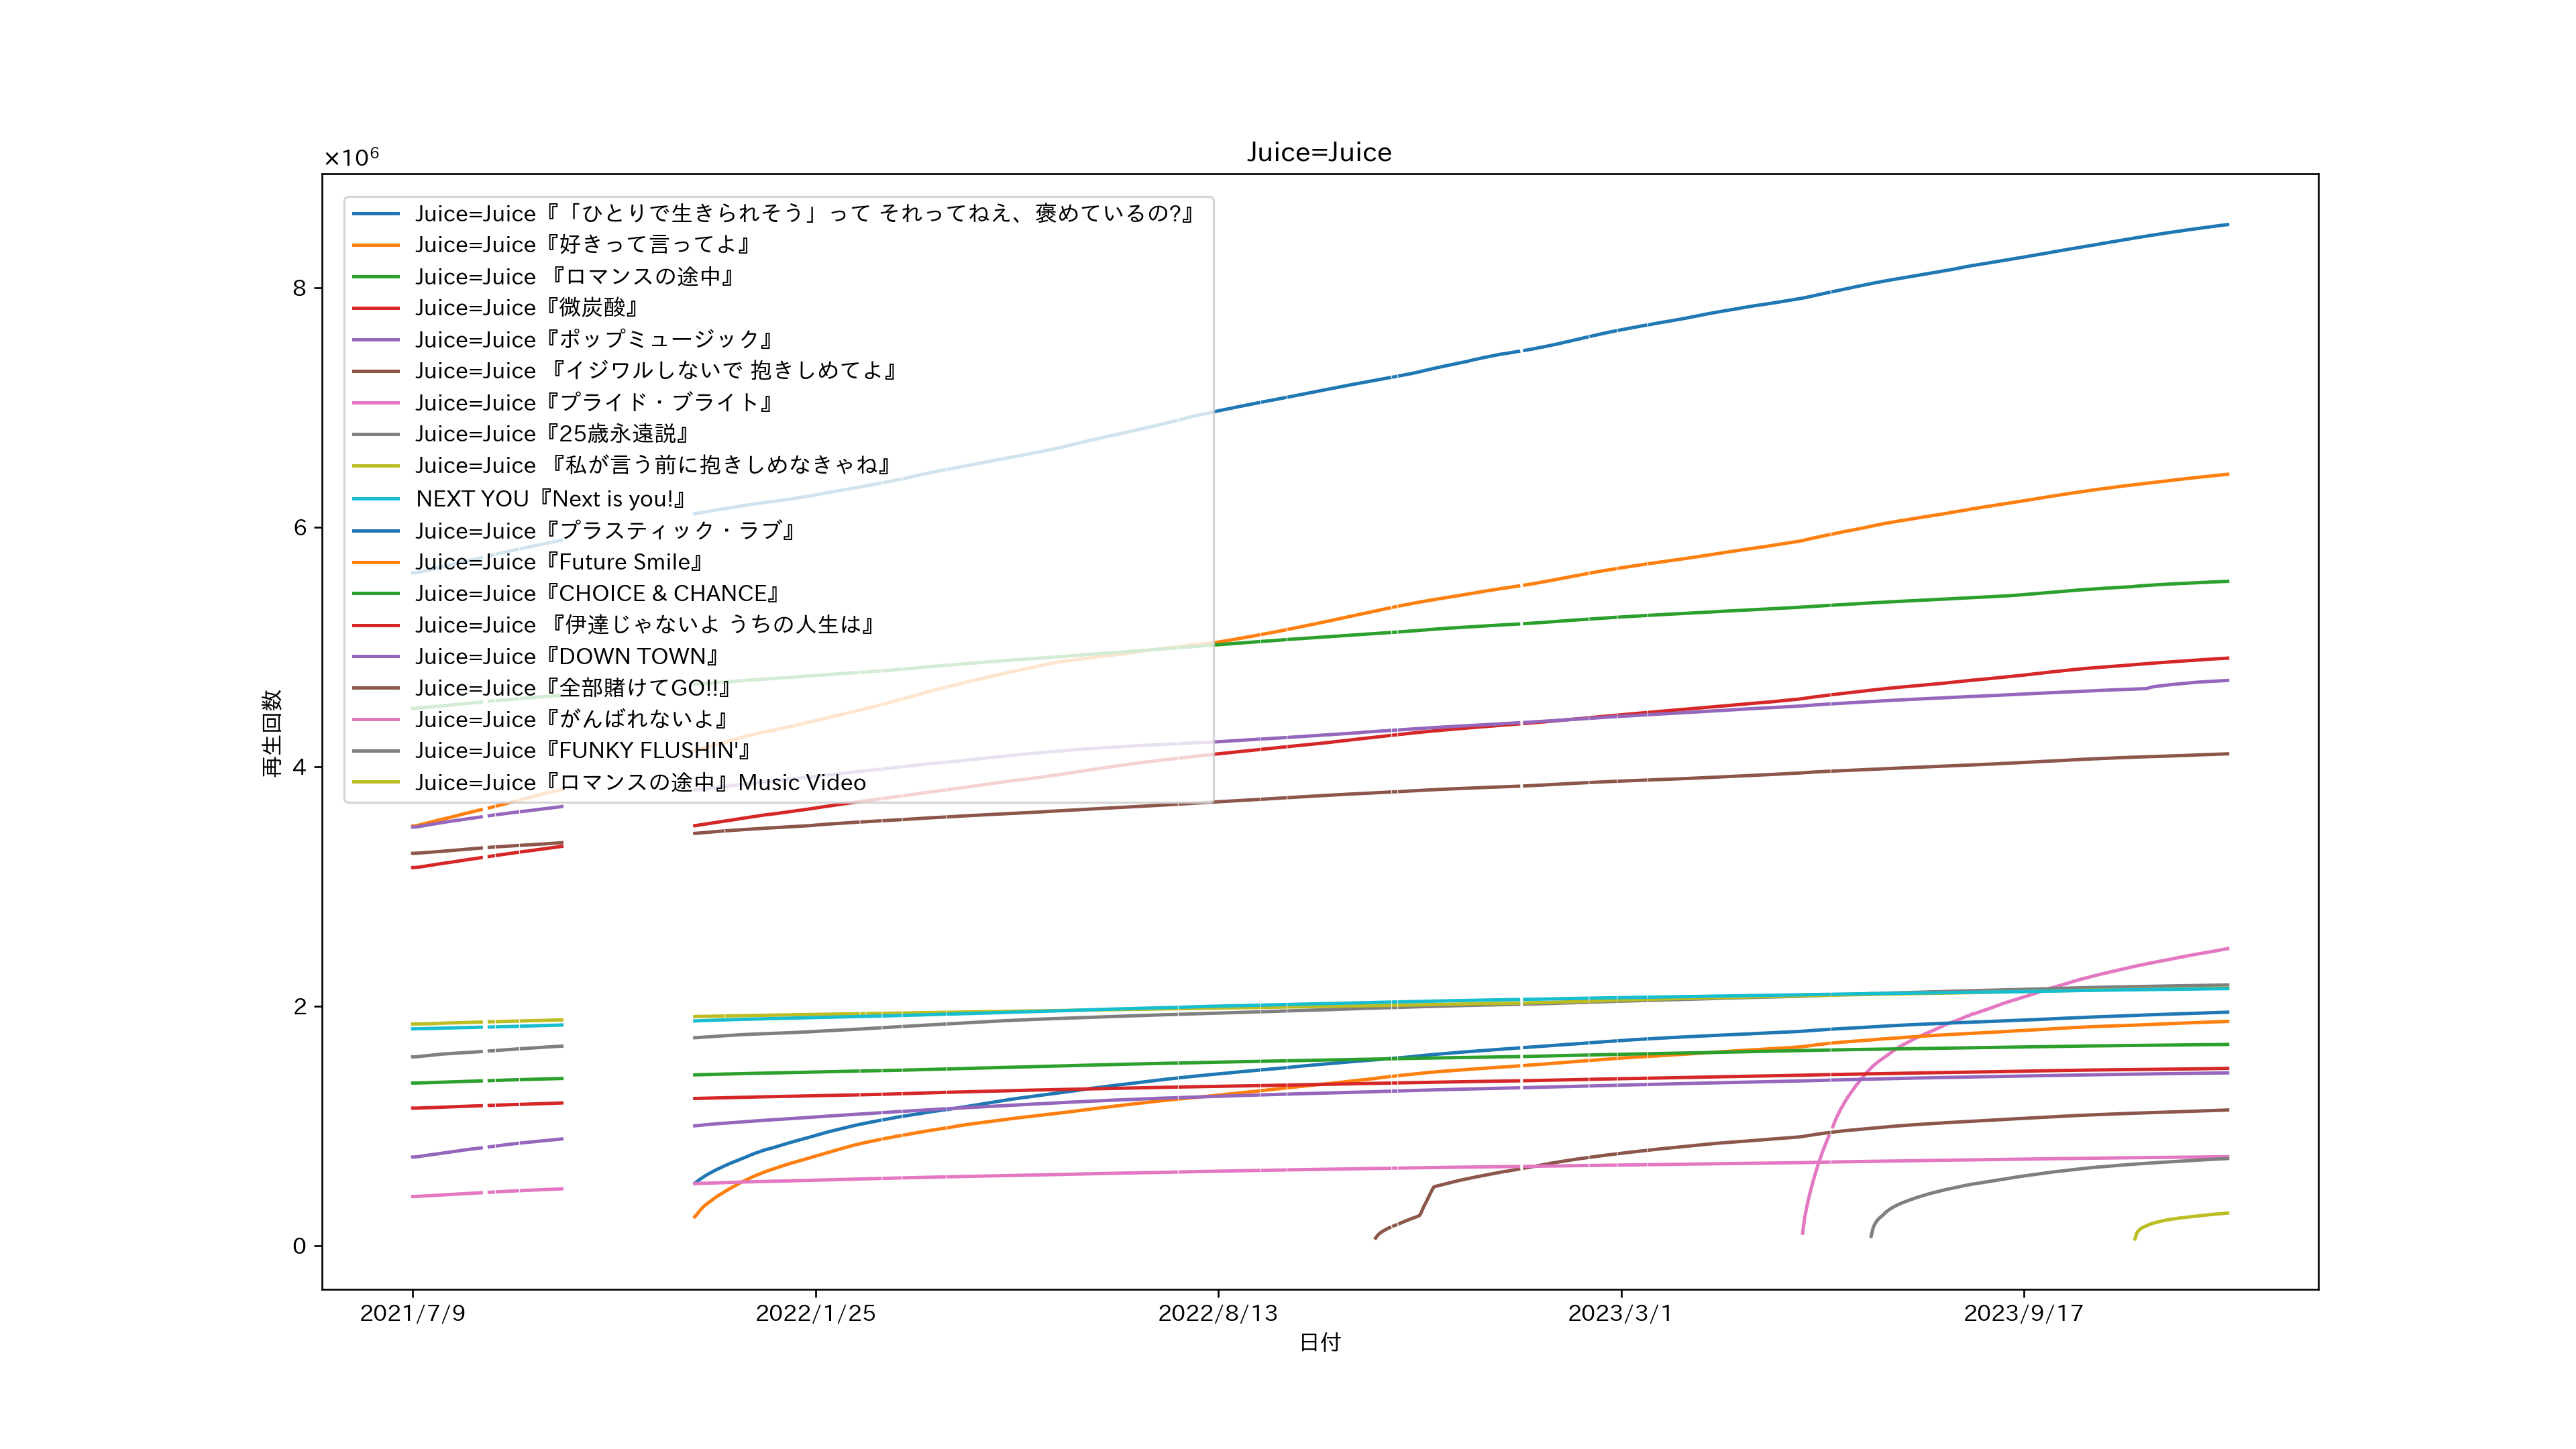 Juice=Juice
×10⁶
Juice=Juice『「ひとりで生きられそう」って それってねえ、褒めているの?』
Juice=Juice『好きって言ってよ』
Juice=Juice 『ロマンスの途中』
Juice=Juice『微炭酸』
Juice=Juice『ポップミュージック』
Juice=Juice 『イジワルしないで 抱きしめてよ』
Juice=Juice『プライド・ブライト』
Juice=Juice『25歳永遠説』
Juice=Juice 『私が言う前に抱きしめなきゃね』
NEXT YOU『Next is you!』
Juice=Juice『プラスティック・ラブ』
Juice=Juice『Future Smile』
Juice=Juice『CHOICE & CHANCE』
Juice=Juice 『伊達じゃないよ うちの人生は』
Juice=Juice『DOWN TOWN』
Juice=Juice『全部賭けてGO!!』
Juice=Juice『がんばれないよ』
Juice=Juice『FUNKY FLUSHIN'』
Juice=Juice『ロマンスの途中』Music Video
8
6
4
2
0
再生回数
2021/7/9
2022/1/25
2022/8/13
2023/3/1
2023/9/17
日付